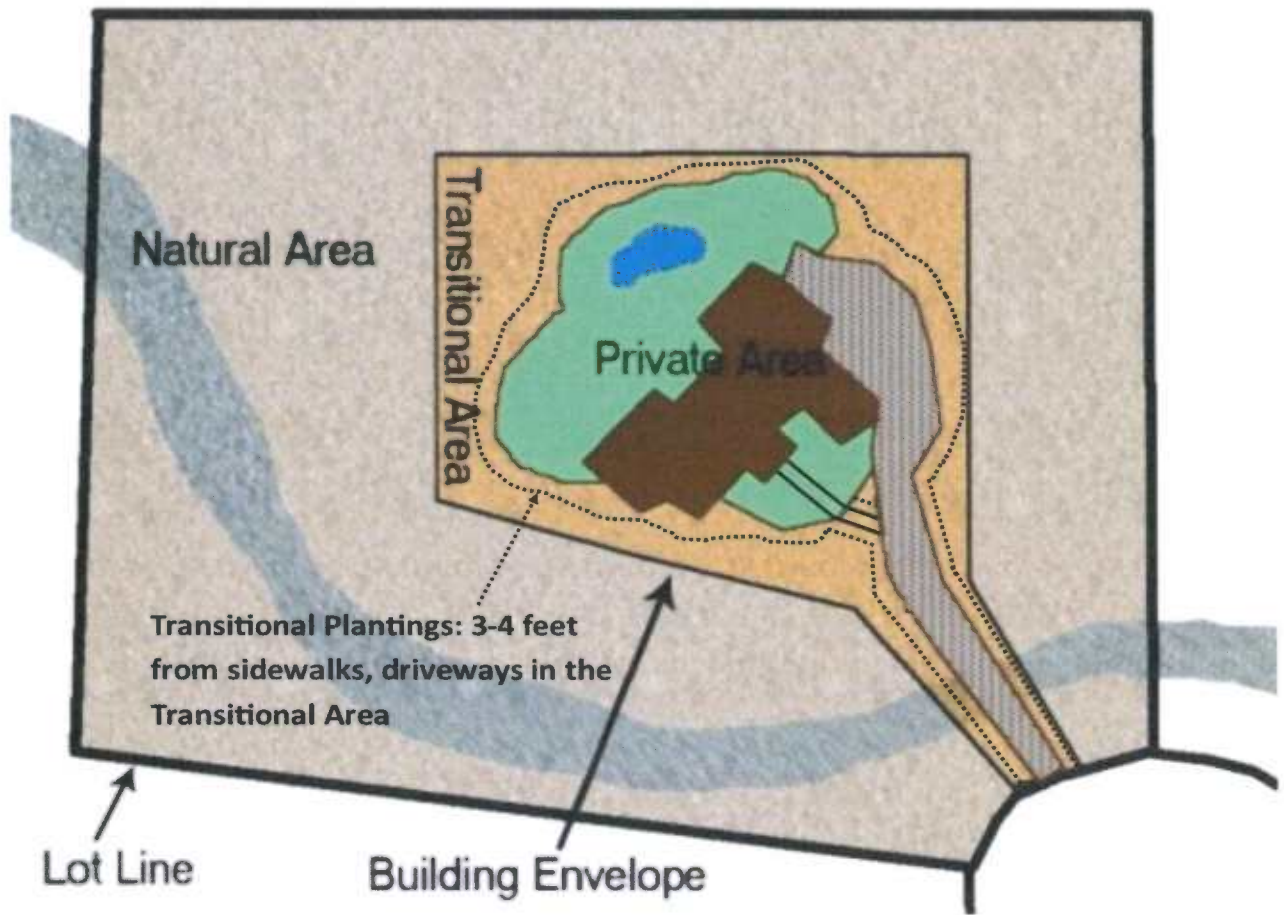 Transitional Area
Natural Area
Private Area
Transitional Plantings: 3-4 feet
from sidewalks, driveways in the
Transitional Area
Lot Line
Building Envelope